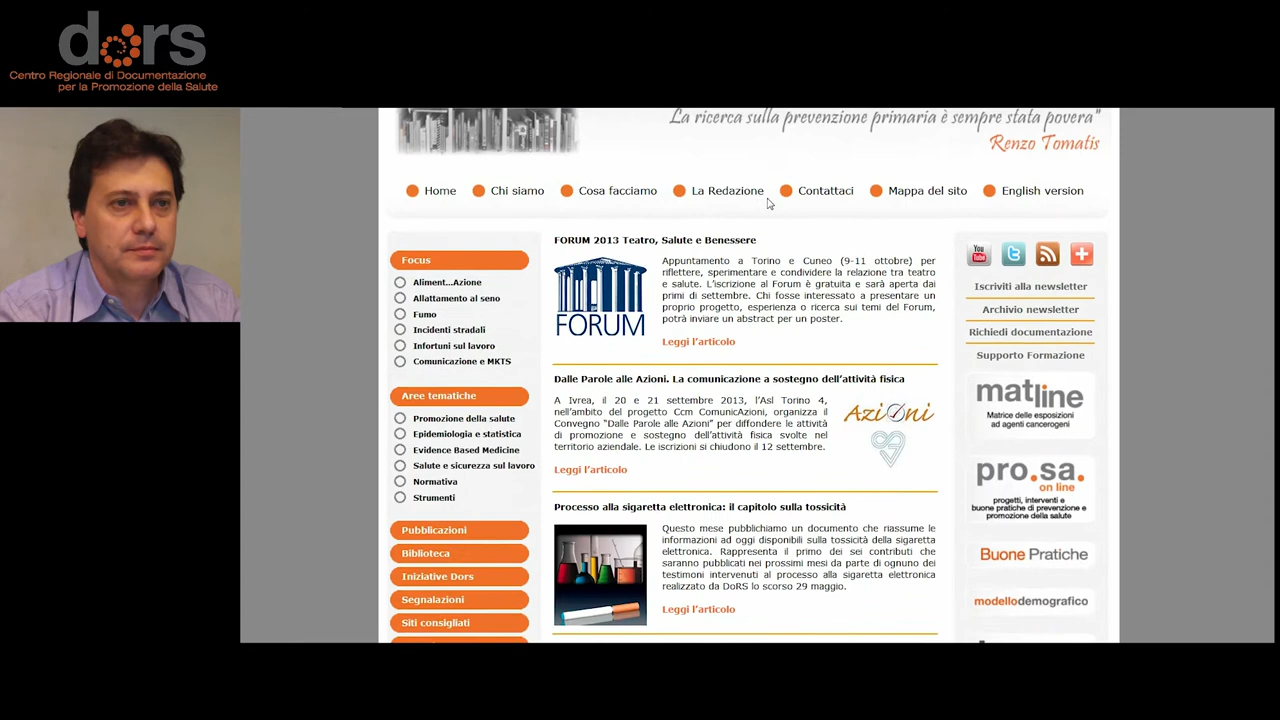 dors
Centro Regionale di Documentazione
per la Promozione della Salute
"La ricerca sulla prevenzione primaria è sempre stata povera"
Renzo Tomatis
Home
Chi siamo
Cosa facciamo
La Redazione
Contattaci
Mappa del sito
English version
Focus
Aliment...Azione
Allattamento al seno
Fumo
Incidenti stradali
Infortuni sul lavoro
Comunicazione e MKTS
Aree tematiche
Promozione della salute
Epidemiologia e statistica
Evidence Based Medicine
Salute e sicurezza sul lavoro
Normativa
Strumenti
Pubblicazioni
Biblioteca
Iniziative Dors
Segnalazioni
Siti consigliati
FORUM 2013 Teatro, Salute e Benessere
FORUM
Appuntamento a Torino e Cuneo (9-11 ottobre) per
riflettere, sperimentare e condividere la relazione tra teatro
e salute. L'iscrizione al Forum è gratuita e sarà aperta dai
primi di settembre. Chi fosse interessato a presentare un
proprio progetto, esperienza o ricerca sui temi del Forum,
potrà inviare un abstract per un poster.
Leggi l'articolo
Dalle Parole alle Azioni. La comunicazione a sostegno dell'attività fisica
A Ivrea, il 20 e 21 settembre 2013, l'Asl Torino 4,
nell'ambito del progetto Ccm ComunicAzioni, organizza il
Convegno "Dalle Parole alle Azioni" per diffondere le attività
di promozione e sostegno dell'attività fisica svolte nel
territorio aziendale. Le iscrizioni si chiudono il 12 settembre.
Azioni
Leggi l'articolo
Processo alla sigaretta elettronica: il capitolo sulla tossicità
Questo mese pubblichiamo un documento che riassume le
informazioni ad oggi disponibili sulla tossicità della sigaretta
elettronica. Rappresenta il primo dei sei contributi che
saranno pubblicati nei prossimi mesi da parte di ognuno dei
testimoni intervenuti al processo alla sigaretta elettronica
realizzato da DoRS lo scorso 29 maggio.
Leggi l'articolo
You
Tube
Iscriviti alla newsletter
Archivio newsletter
Richiedi documentazione
Supporto Formazione
matline
Matrice delle esposizioni
ad agenti cancerogeni
pro.sa.
on line
progetti, interventi e
buone pratiche di prevenzione e
promozione della salute
Buone Pratiche
modellodemografico